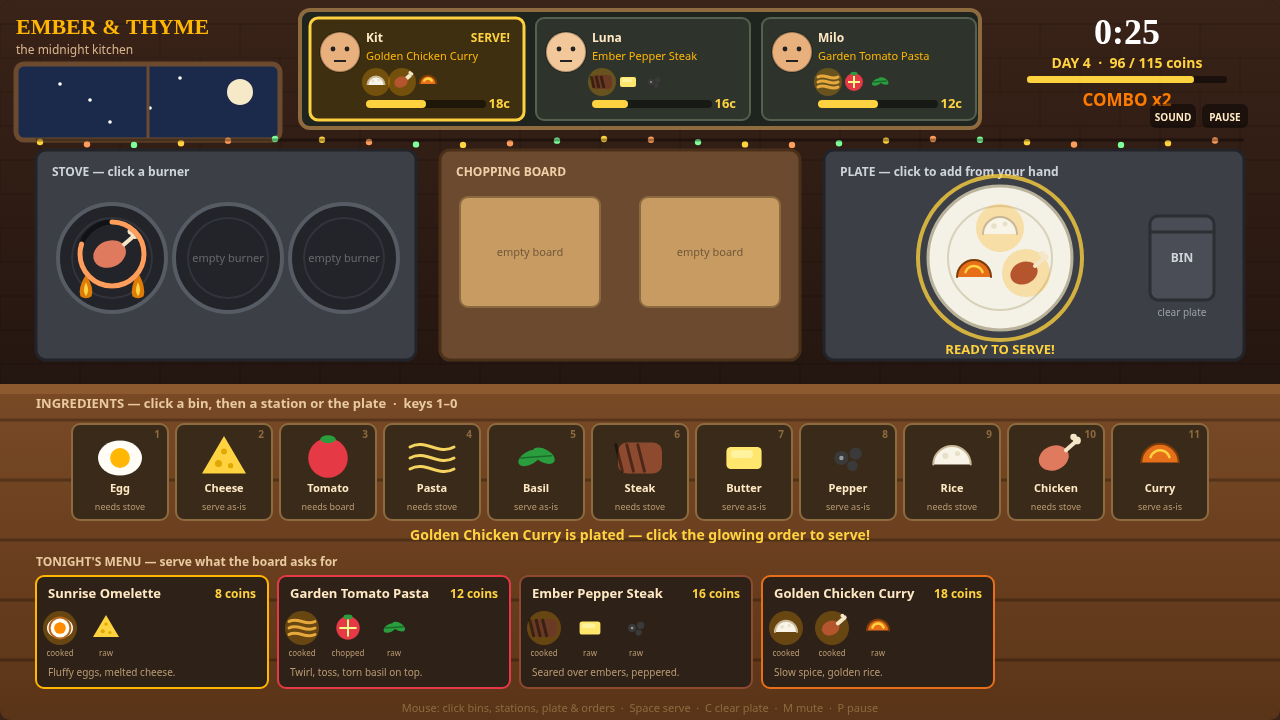 EMBER & THYME
the midnight kitchen
Kit
SERVE!
Golden Chicken Curry
18c
Luna
Ember Pepper Steak
16c
Milo
Garden Tomato Pasta
12c
0:25
DAY 4 · 96 / 115 coins
COMBO x2
SOUND
PAUSE
STOVE — click a burner
empty burner
empty burner
CHOPPING BOARD
empty board
empty board
PLATE — click to add from your hand
READY TO SERVE!
BIN
clear plate
INGREDIENTS — click a bin, then a station or the plate · keys 1–0
1
Egg
needs stove
2
Cheese
serve as-is
3
Tomato
needs board
4
Pasta
needs stove
5
Basil
serve as-is
6
Steak
needs stove
7
Butter
serve as-is
8
Pepper
serve as-is
9
Rice
needs stove
10
Chicken
needs stove
11
Curry
serve as-is
Golden Chicken Curry is plated — click the glowing order to serve!
TONIGHT'S MENU — serve what the board asks for
Sunrise Omelette
8 coins
cooked
raw
Fluffy eggs, melted cheese.
Garden Tomato Pasta
12 coins
cooked
chopped
raw
Twirl, toss, torn basil on top.
Ember Pepper Steak
16 coins
cooked
raw
raw
Seared over embers, peppered.
Golden Chicken Curry
18 coins
cooked
cooked
raw
Slow spice, golden rice.
Mouse: click bins, stations, plate & orders · Space serve · C clear plate · M mute · P pause